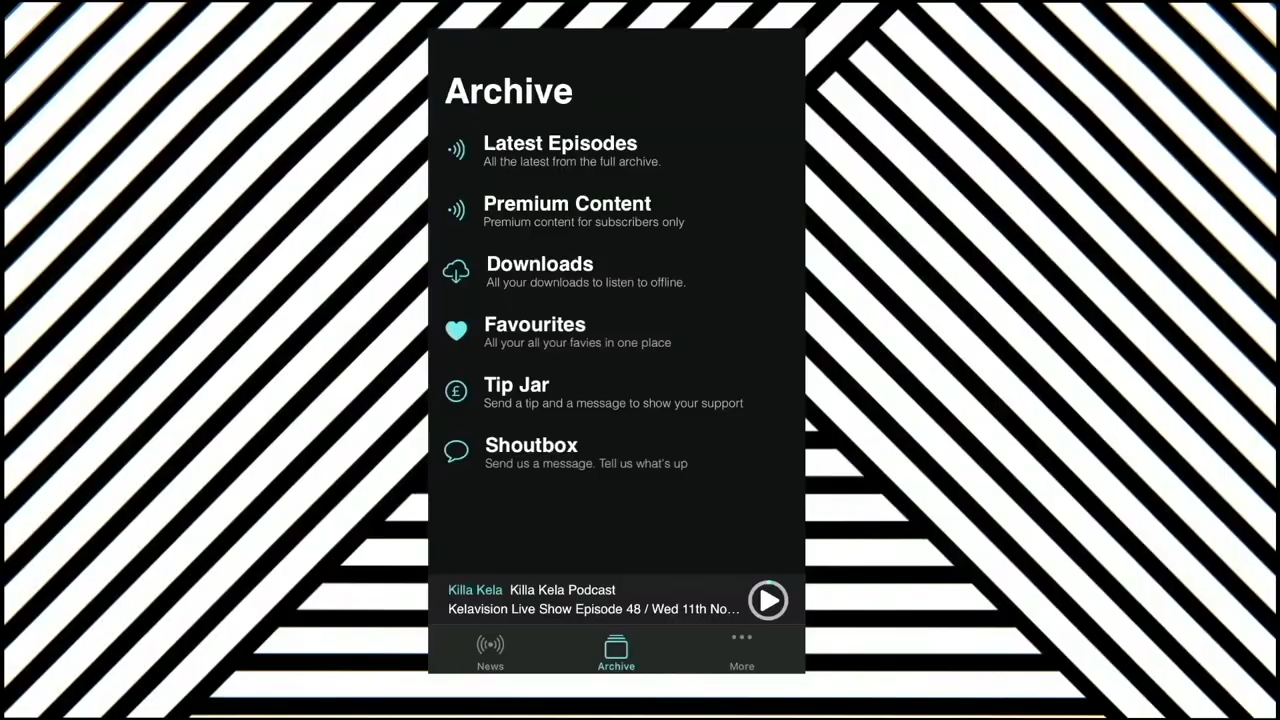 Archive
Latest Episodes
All the latest from the full archive.
Premium Content
Premium content for subscribers only
Downloads
All your downloads to listen to offline.
Favourites
All your all your favies in one place
£
Tip Jar
Send a tip and a message to show your support
Shoutbox
Send us a message. Tell us what's up
Killa Kela Killa Kela Podcast
Kelavision Live Show Episode 48 / Wed 11th No...
News
Archive
More